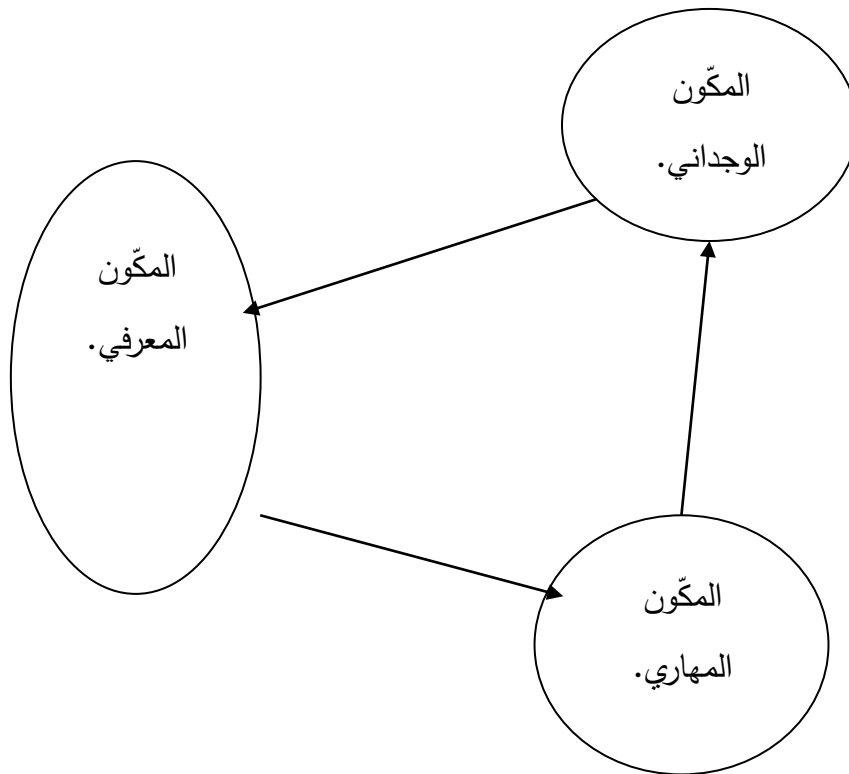 المكّون
الوجداني.
المكّون
المعرفي.
المكّون
المهاري.